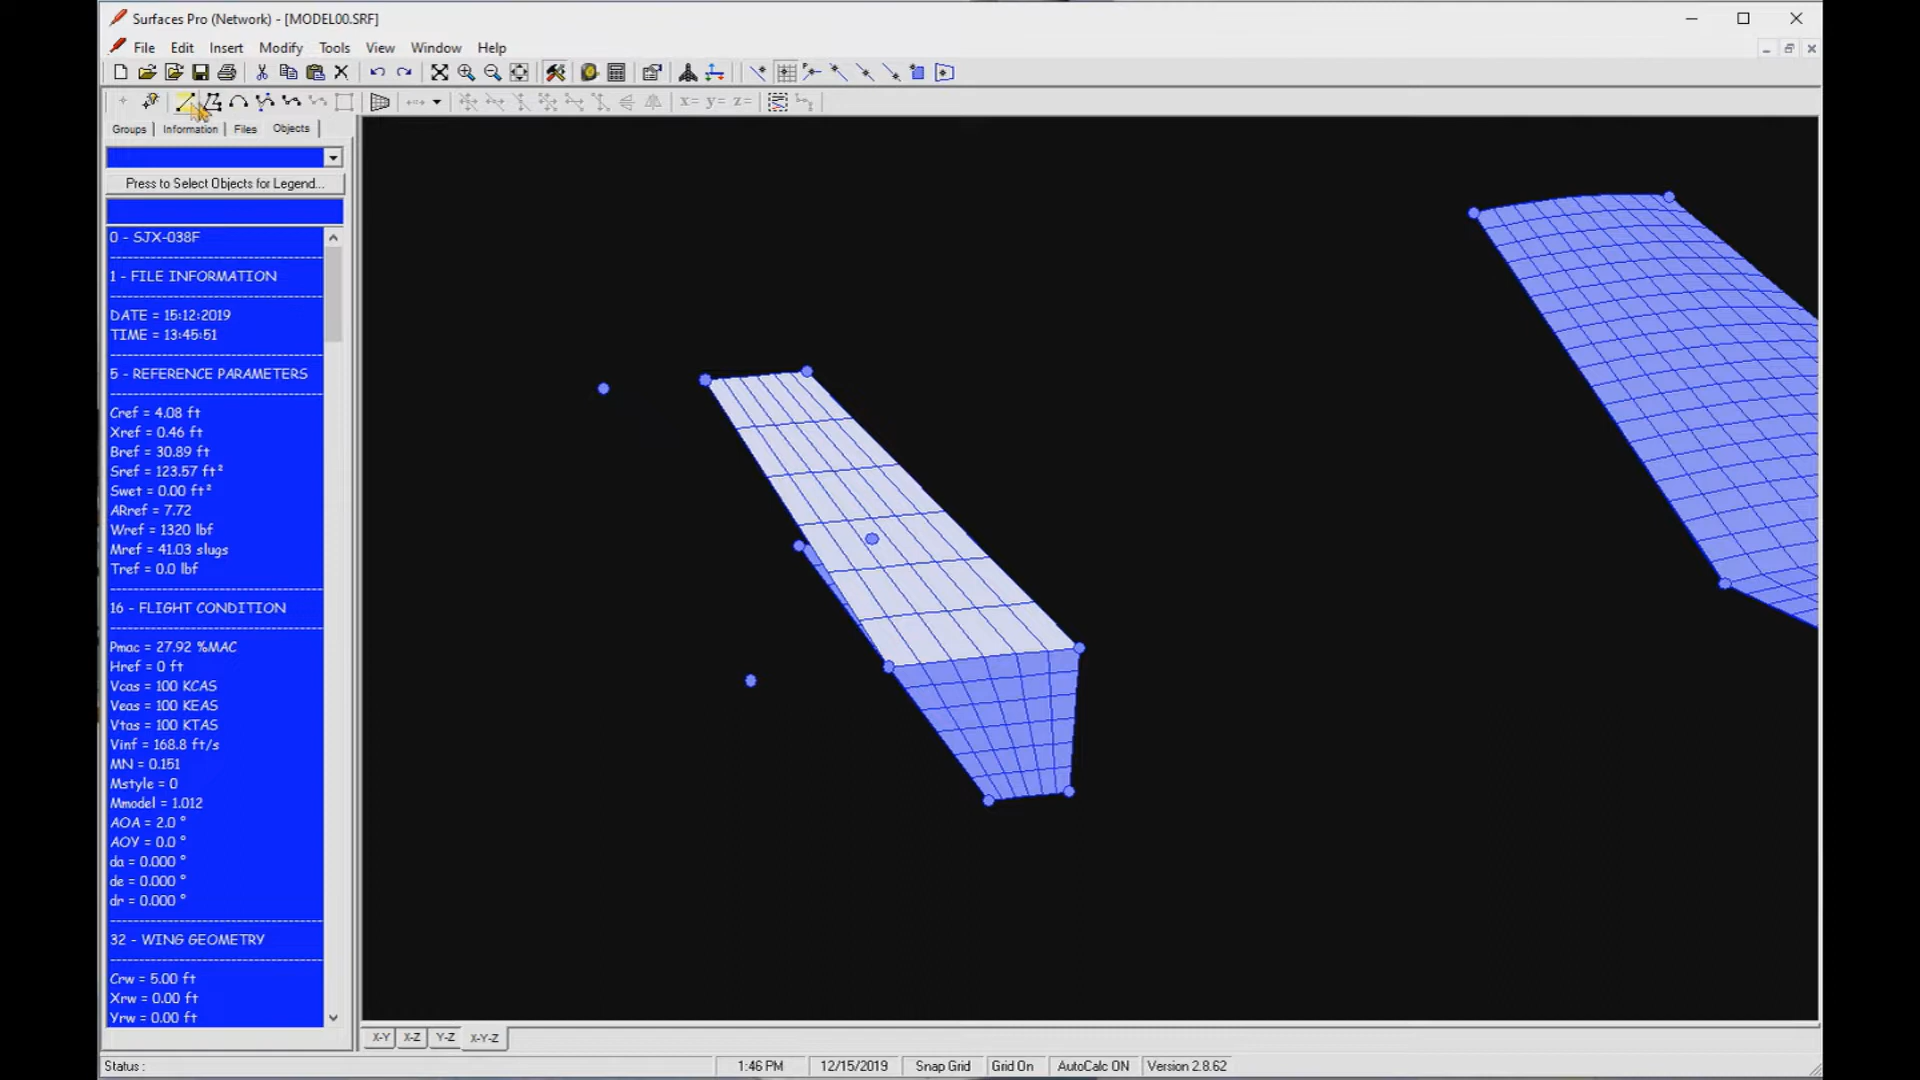 Surfaces Pro (Network) - [MODEL00.SRF]
File Edit Insert Modify Tools View Window Help
x= y= z=
Groups Information Files Objects
Press to Select Objects for Legend...
0 - SJX-038F
1 - FILE INFORMATION
DATE = 15:12:2019
TIME = 13:45:51
5 - REFERENCE PARAMETERS
Cref = 4.08 ft
Xref = 0.46 ft
Bref = 30.89 ft
Sref = 123.57 ft²
Swet = 0.00 ft²
ARref = 7.72
Wref = 1320 lbf
Mref = 41.03 slugs
Tref = 0.0 lbf
16 - FLIGHT CONDITION
Pmac = 27.92 %MAC
Href = 0 ft
Vcas = 100 KCAS
Veas = 100 KEAS
Vtas = 100 KTAS
Vinf = 168.8 ft/s
MN = 0.151
Mstyle = 0
Mmodel = 1.012
AOA = 2.0 °
AOY = 0.0 °
da = 0.000 °
de = 0.000 °
dr = 0.000 °
32 - WING GEOMETRY
Crw = 5.00 ft
Xrw = 0.00 ft
Yrw = 0.00 ft
X-Y X-Z Y-Z X-Y-Z
Status : 1:46 PM 12/15/2019 Snap Grid Grid On AutoCalc ON Version 2.8.62